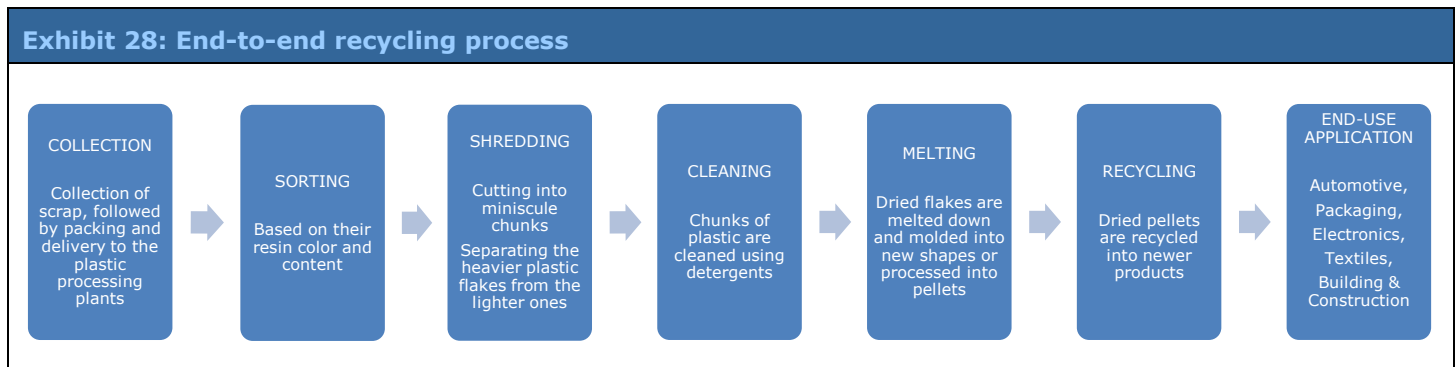 Exhibit 28: End-to-end recycling process
COLLECTION
Collection of
scrap, followed
by packing and
delivery to the
plastic
processing
plants
SORTING
Based on their
resin color and
content
SHREDDING
Cutting into
miniscule
chunks
Separating the
heavier plastic
flakes from the
lighter ones
CLEANING
Chunks of
plastic are
cleaned using
detergents
MELTING
Dried flakes are
melted down
and molded into
new shapes or
processed into
pellets
RECYCLING
Dried pellets
are recycled
into newer
products
END-USE
APPLICATION
Automotive,
Packaging,
Electronics,
Textiles,
Building &
Construction